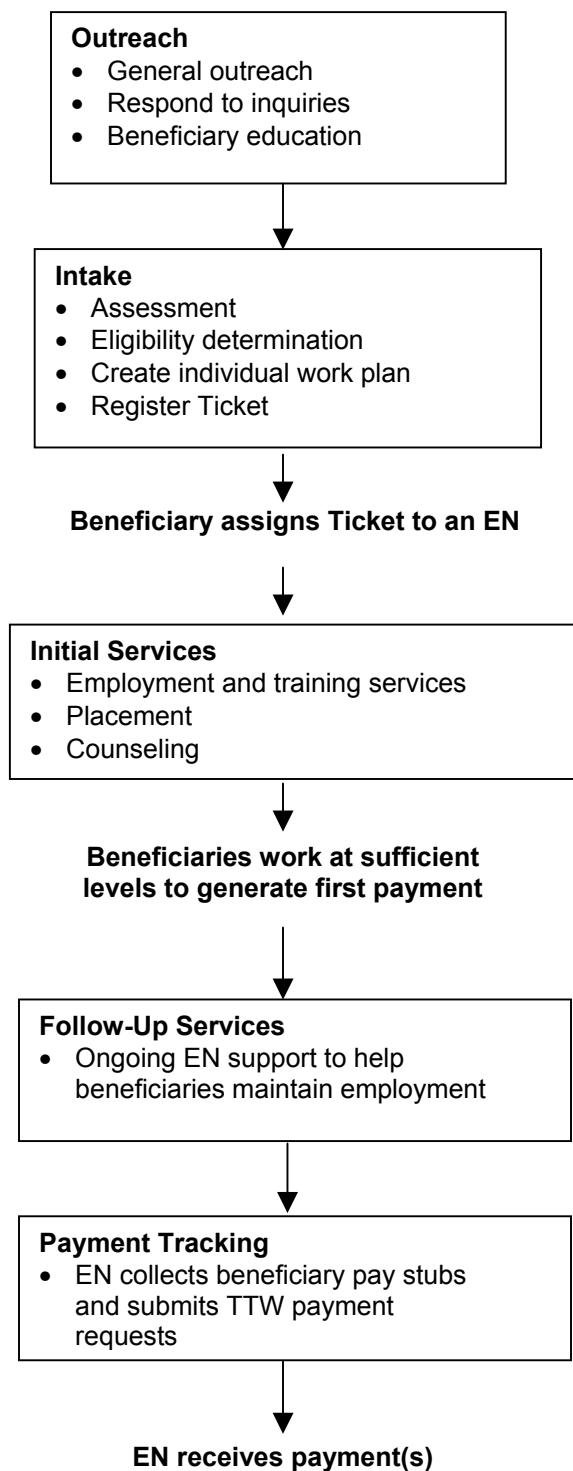 Outreach
• General outreach
• Respond to inquiries
• Beneficiary education
Intake
• Assessment
• Eligibility determination
• Create individual work plan
• Register Ticket
Beneficiary assigns Ticket to an EN
Initial Services
• Employment and training services
• Placement
• Counseling
Beneficiaries work at sufficient
levels to generate first payment
Follow-Up Services
• Ongoing EN support to help
beneficiaries maintain employment
Payment Tracking
• EN collects beneficiary pay stubs
and submits TTW payment
requests
EN receives payment(s)